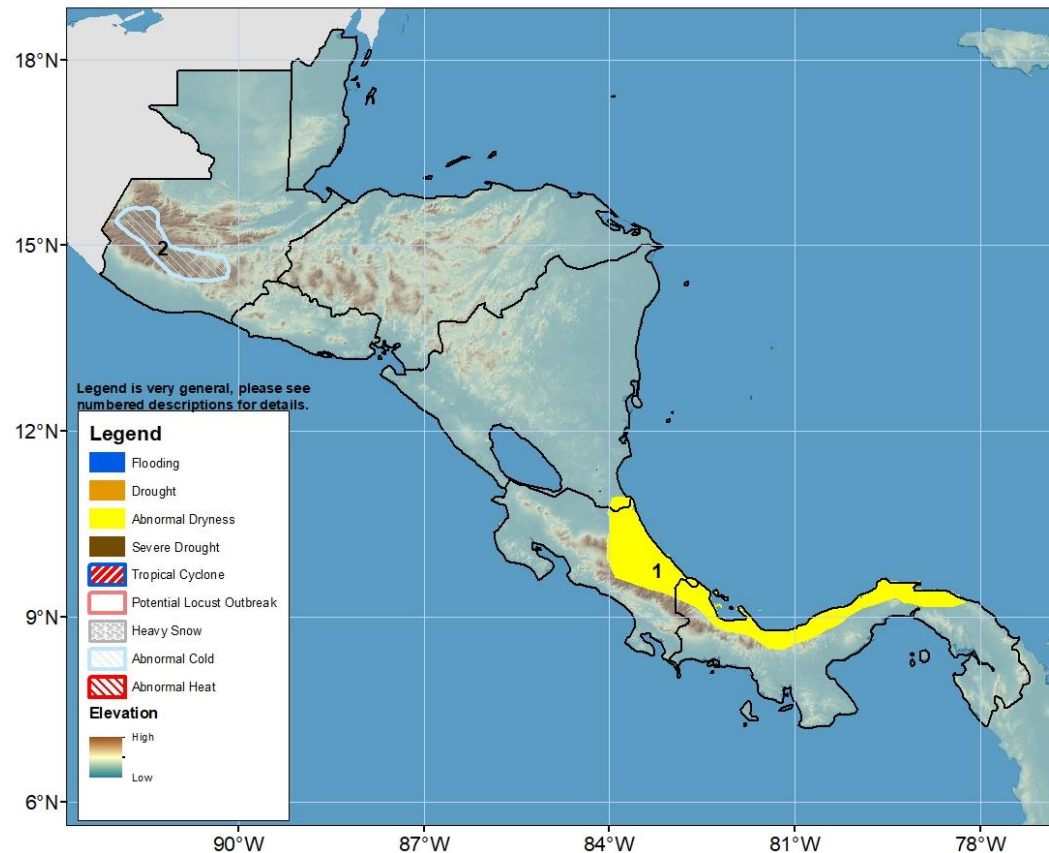 18°N
15°N
2
Legend is very general, please see
numbered descriptions for details.
12°N
Legend
Flooding
Drought
Abnormal Dryness
Severe Drought
1
Tropical Cyclone
Potential Locust Outbreak
9°N
Heavy Snow
Abnormal Cold
Abnormal Heat
Elevation
High
Low
6°N
90°W
87°W
84°W
81°W
78°W